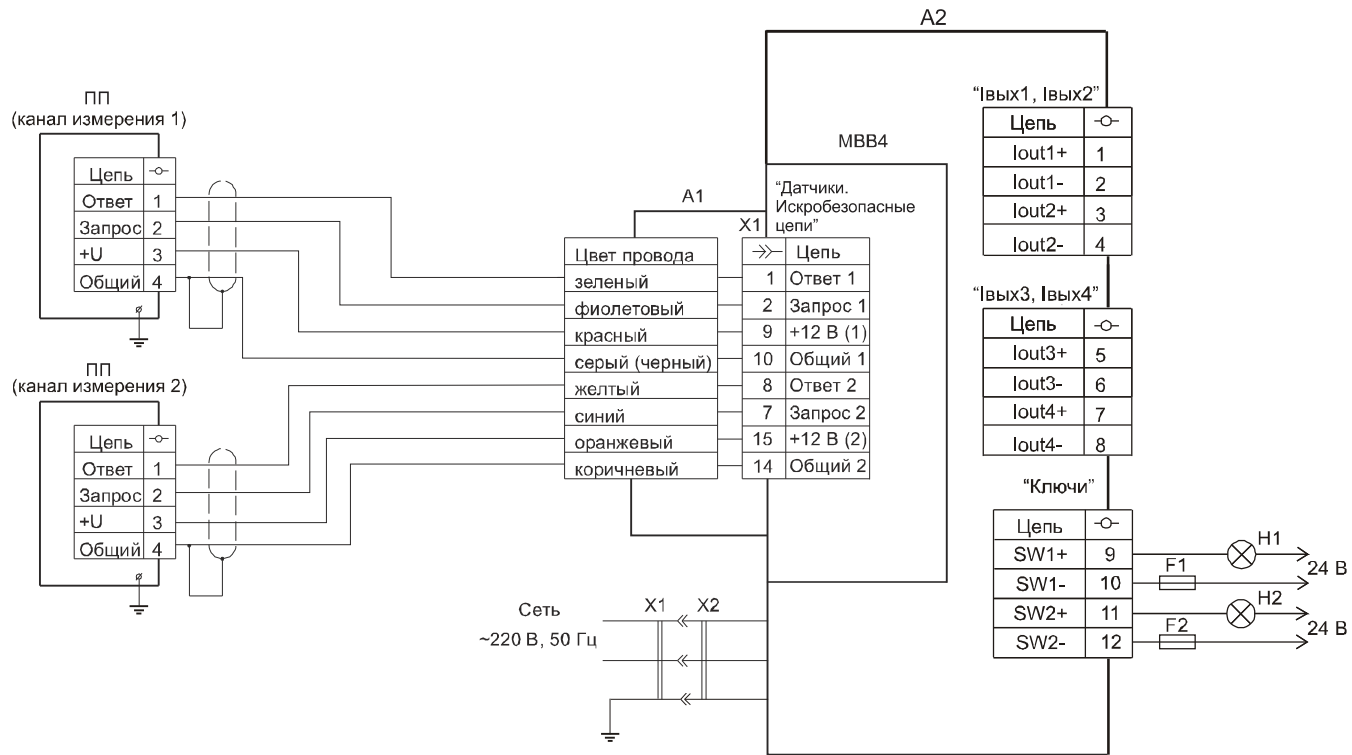 А2
ПП
(канал измерения 1)
Цепь
Ответ 1
Запрос 2
+U 3
Общий 4
ПП
(канал измерения 2)
Цепь
Ответ 1
Запрос 2
+U 3
Общий 4
А1
Цвет провода
зеленый
фиолетовый
красный
серый (черный)
желтый
синий
оранжевый
коричневый
МВВ4
“Датчики.
Искробезопасные
цепи”
Х1
Цепь
1 Ответ 1
2 Запрос 1
9 +12 В (1)
10 Общий 1
8 Ответ 2
7 Запрос 2
15 +12 В (2)
14 Общий 2
Сеть
~220 В, 50 Гц
Х1 Х2
“Iвых1, Iвых2”
Цепь
Iout1+ 1
Iout1- 2
Iout2+ 3
Iout2- 4
“Iвых3, Iвых4”
Цепь
Iout3+ 5
Iout3- 6
Iout4+ 7
Iout4- 8
“Ключи”
Цепь
SW1+ 9
SW1- 10
SW2+ 11
SW2- 12
H1
F1
24 В
H2
F2
24 В